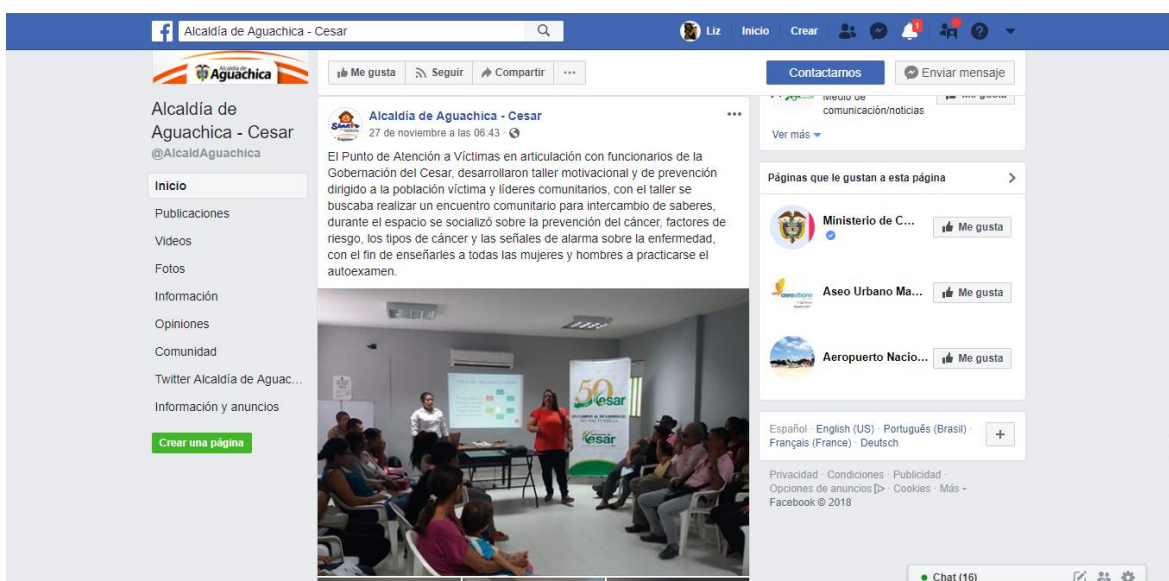 Alcaldía de Aguachica - Cesar
Liz Inicio Crear 1
Alcaldía de
Aguachica
Alcaldía de
Aguachica - Cesar
@AlcaldAguachica
Inicio
Publicaciones
Videos
Fotos
Información
Opiniones
Comunidad
Twitter Alcaldía de Aguac...
Información y anuncios
Crear una página
Me gusta Seguir Compartir ...
Alcaldía de Aguachica - Cesar
27 de noviembre a las 06:43 ·
El Punto de Atención a Víctimas en articulación con funcionarios de la
Gobernación del Cesar, desarrollaron taller motivacional y de prevención
dirigido a la población víctima y líderes comunitarios, con el taller se
buscaba realizar un encuentro comunitario para intercambio de saberes,
durante el espacio se socializó sobre la prevención del cáncer, factores de
riesgo, los tipos de cáncer y las señales de alarma sobre la enfermedad,
con el fin de enseñarles a todas las mujeres y hombres a practicarse el
autoexamen.
50
Cesar
Cesar
Contactarnos Enviar mensaje
Medio de
comunicación/noticias
Me gusta
Ver más
Páginas que le gustan a esta página
Ministerio de C... Me gusta
Aseo Urbano Ma... Me gusta
Aeropuerto Nacio... Me gusta
Español · English (US) · Português (Brasil) ·
Français (France) · Deutsch
+
Privacidad · Condiciones · Publicidad ·
Opciones de anuncios · Cookies · Más
Facebook © 2018
Chat (16)